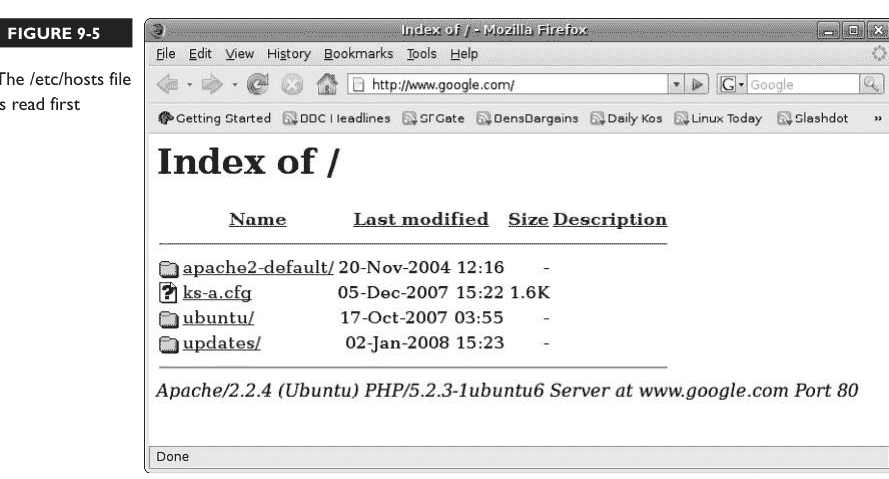 FIGURE 9-5
The /etc/hosts file
is read first
Index of / - Mozilla Firefox
File Edit View History Bookmarks Tools Help
http://www.google.com/
G Google
Getting Started BBC Headlines SFGate BensBargains Daily Kos Linux Today Slashdot »
Index of /
Name Last modified Size Description
apache2-default/ 20-Nov-2004 12:16 -
ks-a.cfg 05-Dec-2007 15:22 1.6K
ubuntu/ 17-Oct-2007 03:55 -
updates/ 02-Jan-2008 15:23 -
Apache/2.2.4 (Ubuntu) PHP/5.2.3-1ubuntu6 Server at www.google.com Port 80
Done